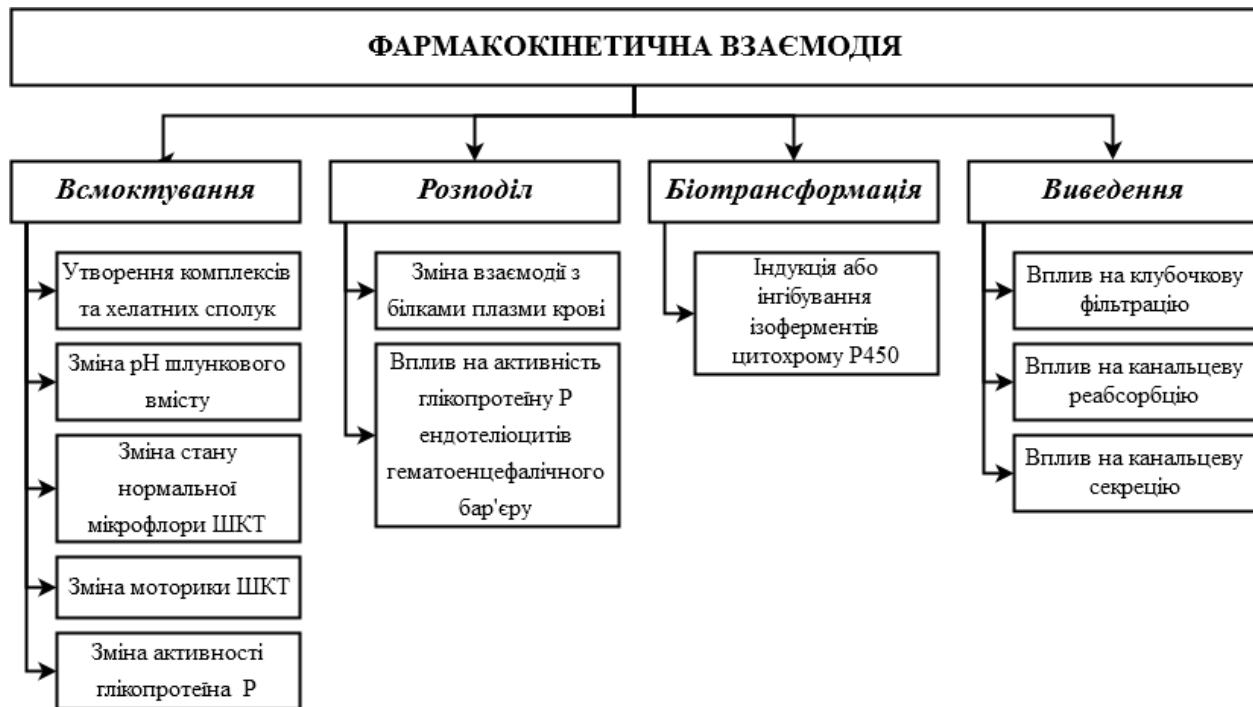 ФАРМАКОКІНЕТИЧНА ВЗАЄМОДІЯ
Всмоктування
Утворення комплексів
та хелатних сполук
Зміна рН шлункового
вмісту
Зміна стану
нормальної
мікрофлори ШКТ
Зміна моторики ШКТ
Зміна активності
глікопротеїна Р
Розподіл
Зміна взаємодії з
білками плазми крові
Вплив на активність
глікопротеїну Р
ендотеліоцитів
гематоенцефалічного
бар'єру
Біотрансформація
Індукція або
інгібування
ізоферментів
цитохрому Р450
Виведення
Вплив на клубочкову
фільтрацію
Вплив на канальцеву
реабсорбцію
Вплив на канальцеву
секрецію